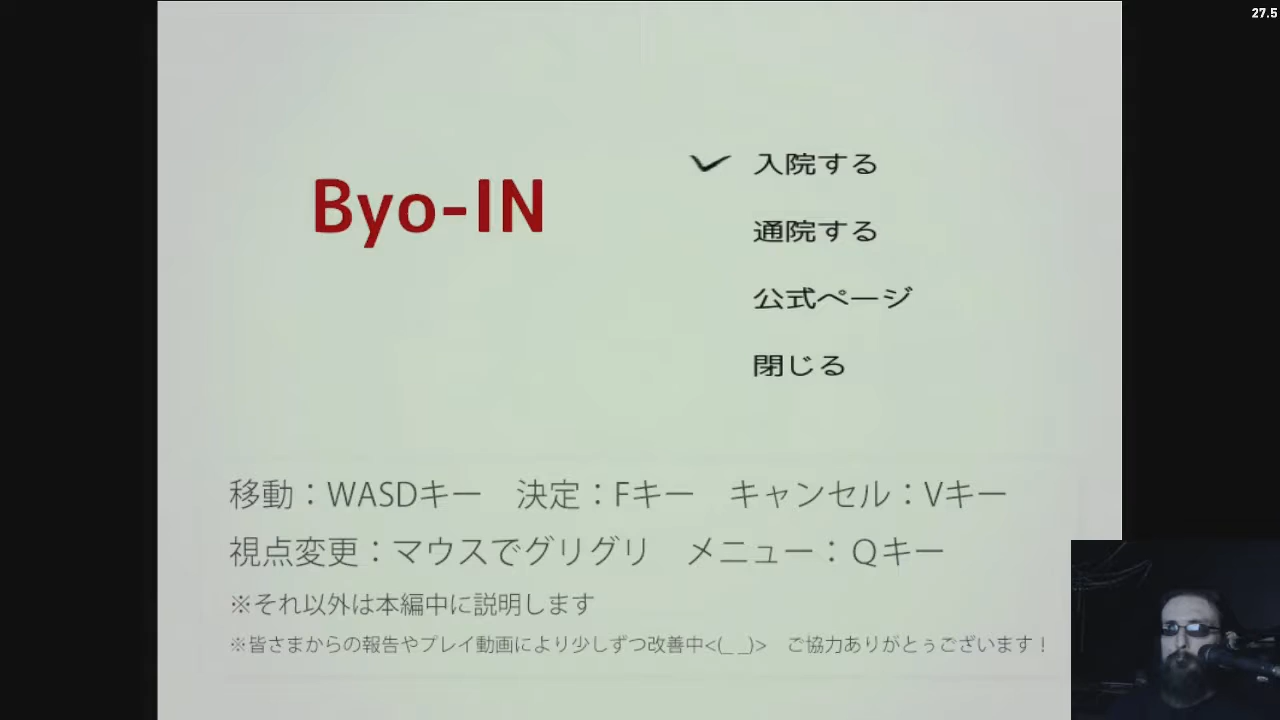 27.5
Byo-IN
入院する
通院する
公式ページ
閉じる
移動：WASDキー　決定：Fキー　キャンセル：Vキー
視点変更：マウスでグリグリ　メニュー：Qキー
※それ以外は本編中に説明します
※皆さまからの報告やプレイ動画により少しずつ改善中<(_ _)>　ご協力ありがとぅございます！